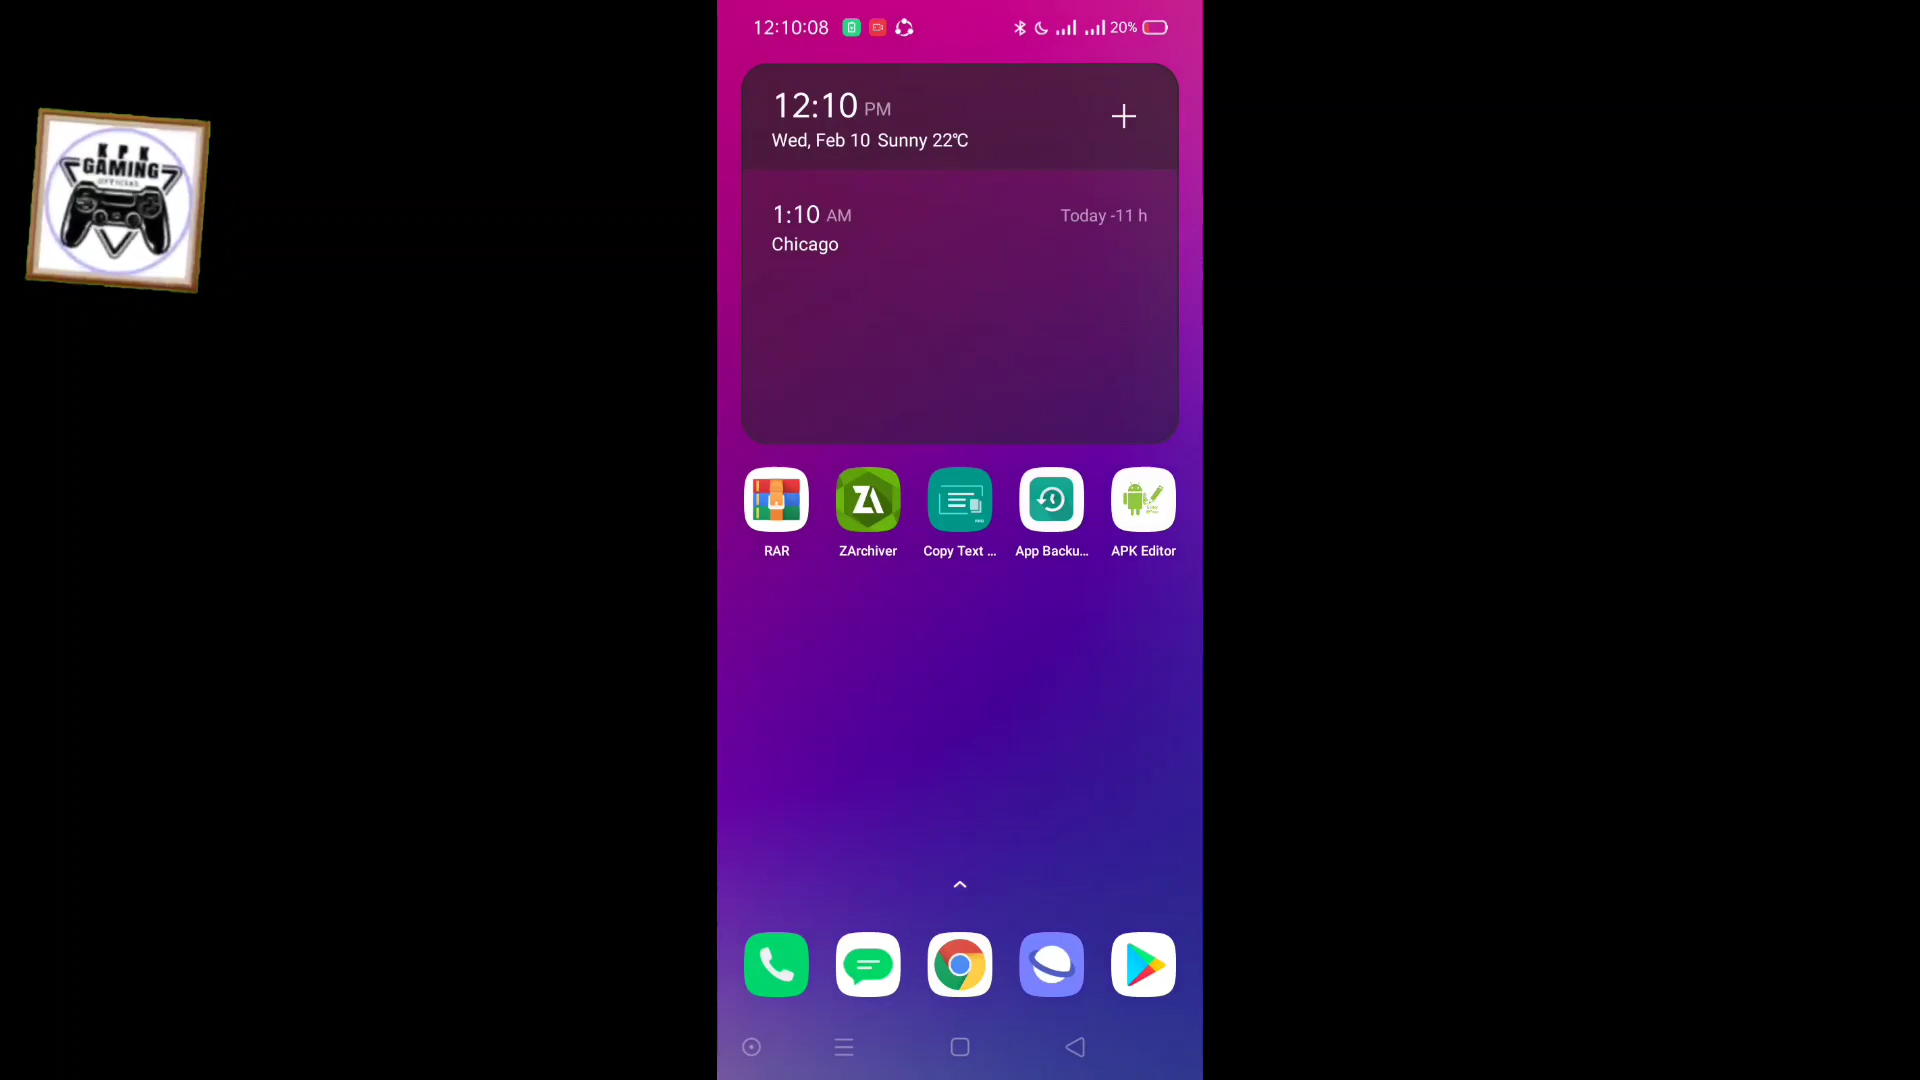 12:10:08
20%
KPK
GAMING
OFFICIAL
12:10 PM
Wed, Feb 10 Sunny 22℃
1:10 AM
Today -11 h
Chicago
RAR
ZArchiver
Copy Text ...
App Backu...
APK Editor